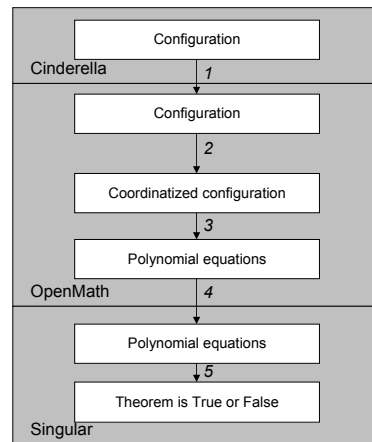 Configuration
Cinderella
1
Configuration
2
Coordinatized configuration
3
Polynomial equations
OpenMath
4
Polynomial equations
5
Theorem is True or False
Singular